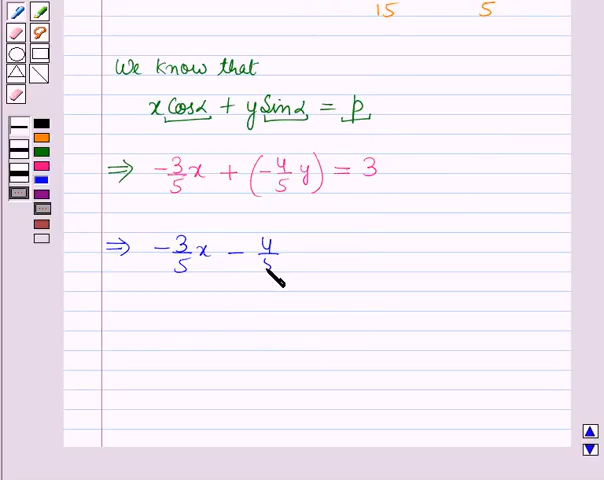 15 5
We know that
x Cosα + y Sinα = p
⇒ -3/5 x + (-4/5 y) = 3
⇒ -3/5 x - 4/5